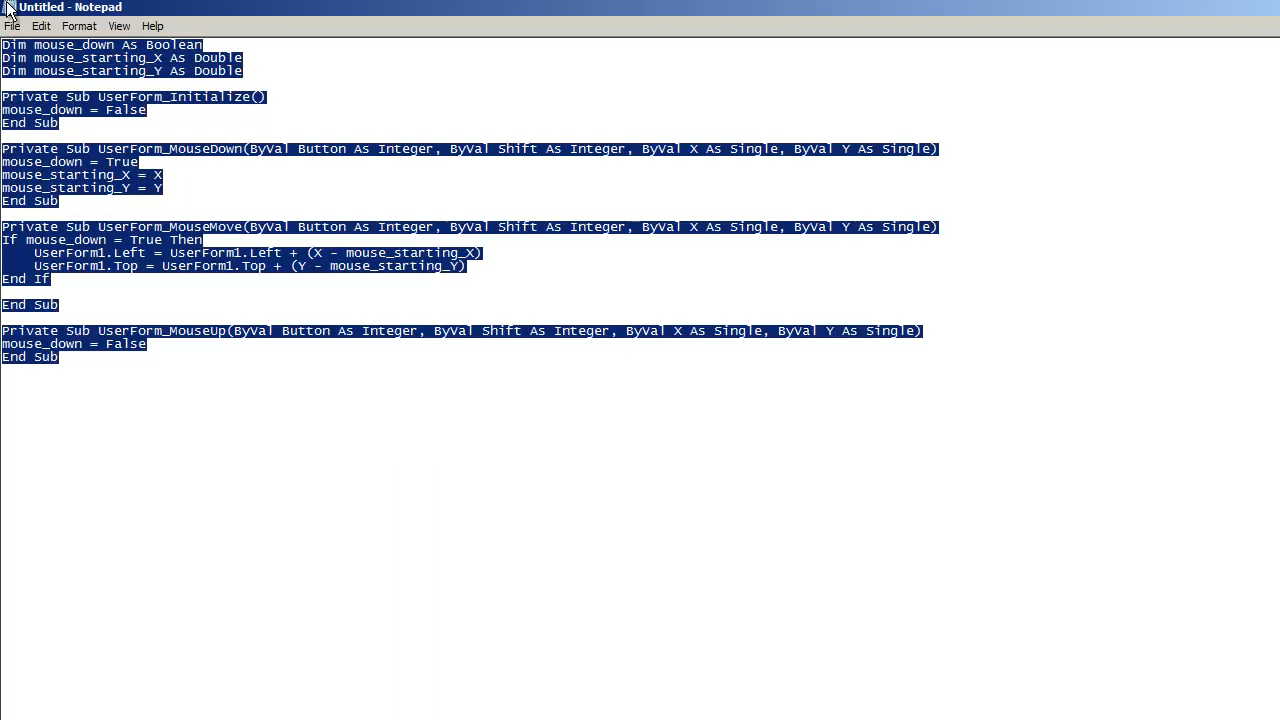 Untitled - Notepad
File Edit Format View Help
Dim mouse_down As Boolean
Dim mouse_starting_X As Double
Dim mouse_starting_Y As Double
Private Sub UserForm_Initialize()
mouse_down = False
End Sub
Private Sub UserForm_MouseDown(ByVal Button As Integer, ByVal Shift As Integer, ByVal X As Single, ByVal Y As Single)
mouse_down = True
mouse_starting_X = X
mouse_starting_Y = Y
End Sub
Private Sub UserForm_MouseMove(ByVal Button As Integer, ByVal Shift As Integer, ByVal X As Single, ByVal Y As Single)
If mouse_down = True Then
    UserForm1.Left = UserForm1.Left + (X - mouse_starting_X)
    UserForm1.Top = UserForm1.Top + (Y - mouse_starting_Y)
End If
End Sub
Private Sub UserForm_MouseUp(ByVal Button As Integer, ByVal Shift As Integer, ByVal X As Single, ByVal Y As Single)
mouse_down = False
End Sub